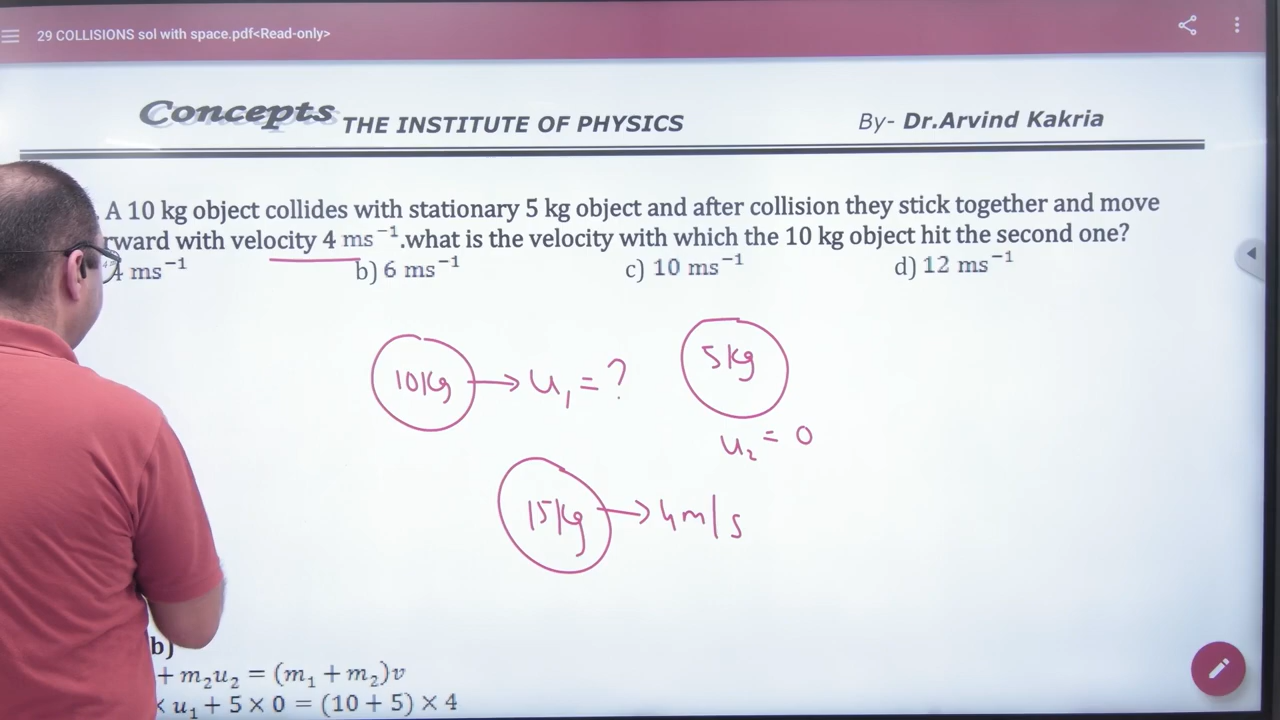 29 COLLISIONS sol with space.pdf<Read-only>
Concepts THE INSTITUTE OF PHYSICS By- Dr.Arvind Kakria
A 10 kg object collides with stationary 5 kg object and after collision they stick together and move
rward with velocity 4 ms⁻¹.what is the velocity with which the 10 kg object hit the second one?
4 ms⁻¹ b) 6 ms⁻¹ c) 10 ms⁻¹ d) 12 ms⁻¹
10kg → u₁ = ? 5kg
u₂ = 0
15kg → 4m/s
b)
+ m₂u₂ = (m₁ + m₂)v
× u₁ + 5 × 0 = (10 + 5) × 4